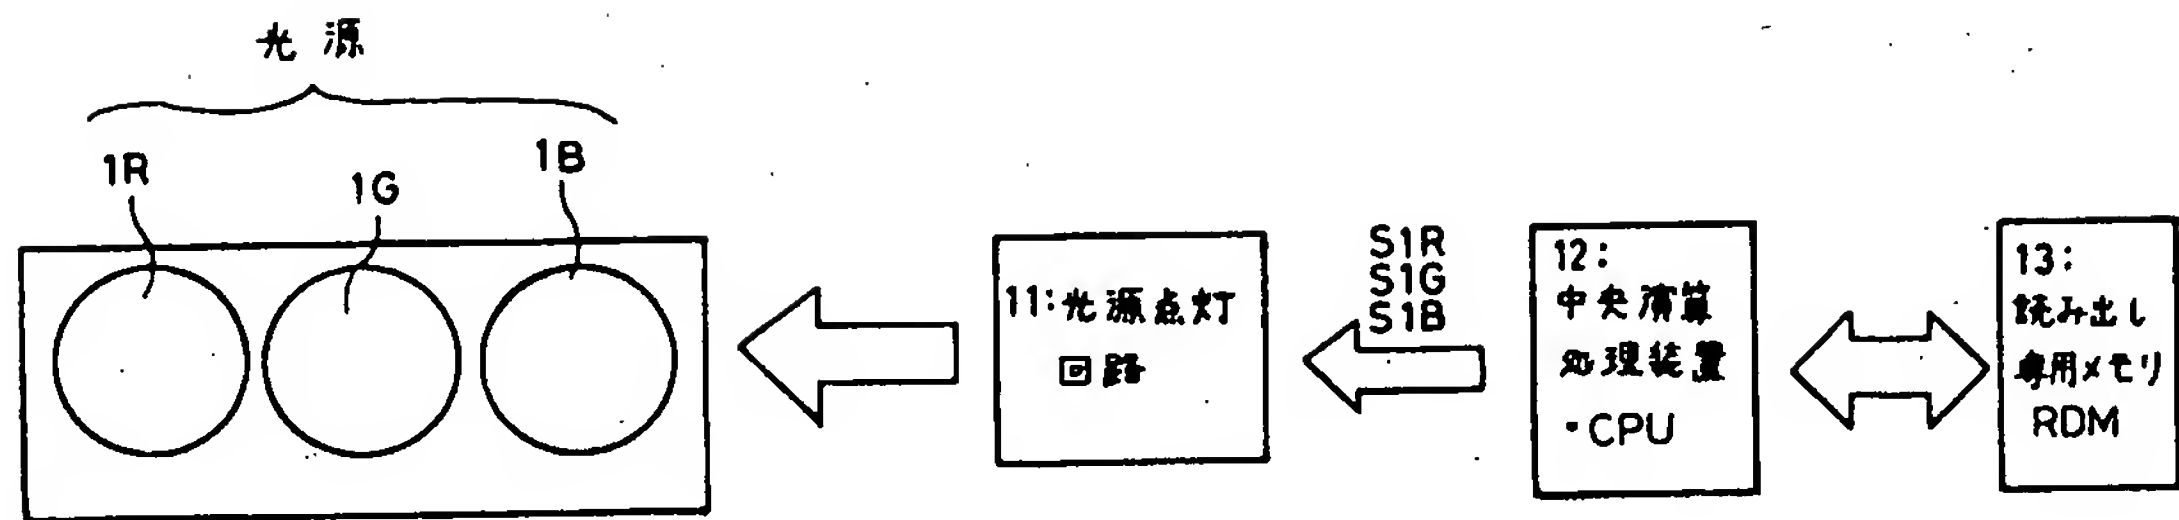 光源
1R
1G
1B
11:光源点灯
回路
S1R
S1G
S1B
12:
中央演算
処理装置
・CPU
13:
読み出し
専用メモリ
RDM